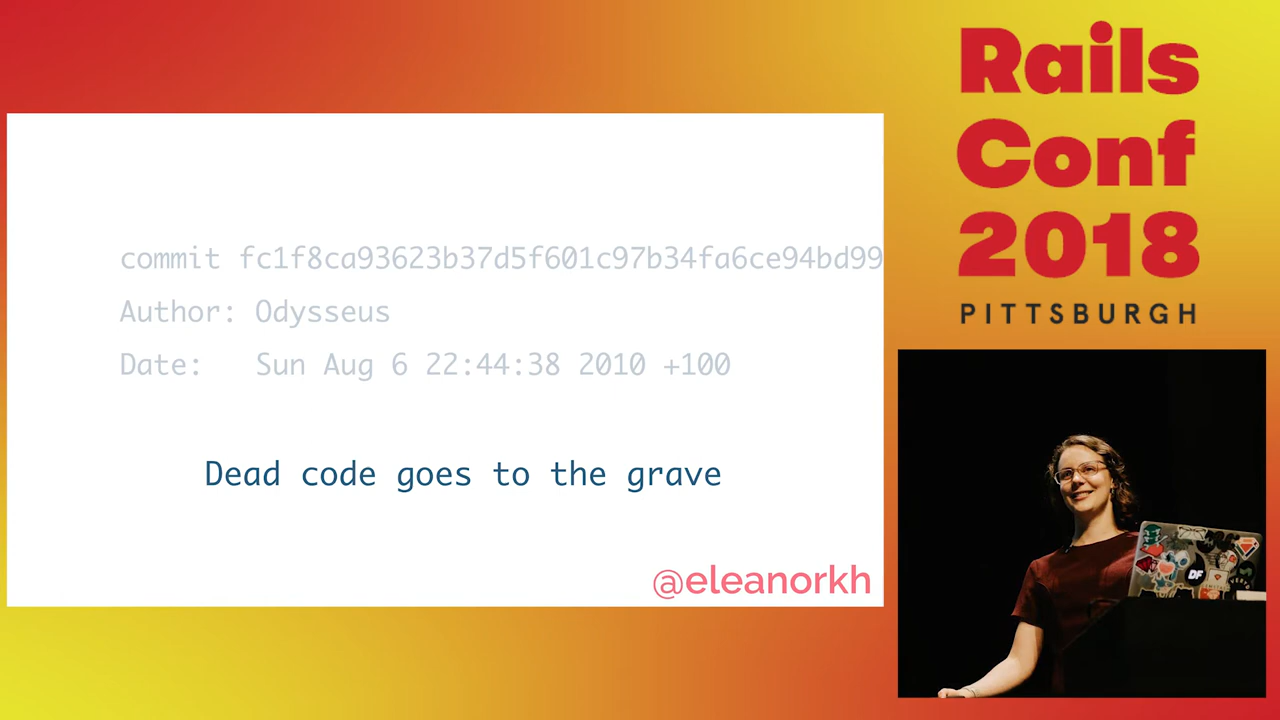 commit fc1f8ca93623b37d5f601c97b34fa6ce94bd99
Author: Odysseus
Date:   Sun Aug 6 22:44:38 2010 +100
Dead code goes to the grave
@eleanorkh
Rails
Conf
2018
PITTSBURGH
DF